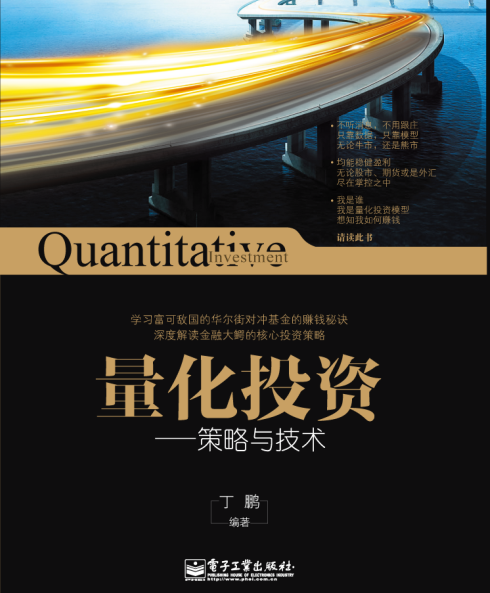 • 不听消息，不用跟庄
只靠数据，只靠模型
无论牛市，还是熊市
• 均能稳健盈利
无论股市、期货或是外汇
尽在掌控之中
• 我是谁
我是量化投资模型
想知我如何赚钱
请读此书
Quantitative
Investment
学习富可敌国的华尔街对冲基金的赚钱秘诀
深度解读金融大鳄的核心投资策略
量化投资
——策略与技术
丁 鹏
编著
电子工业出版社
PUBLISHING HOUSE OF ELECTRONICS INDUSTRY
http://www.phei.com.cn